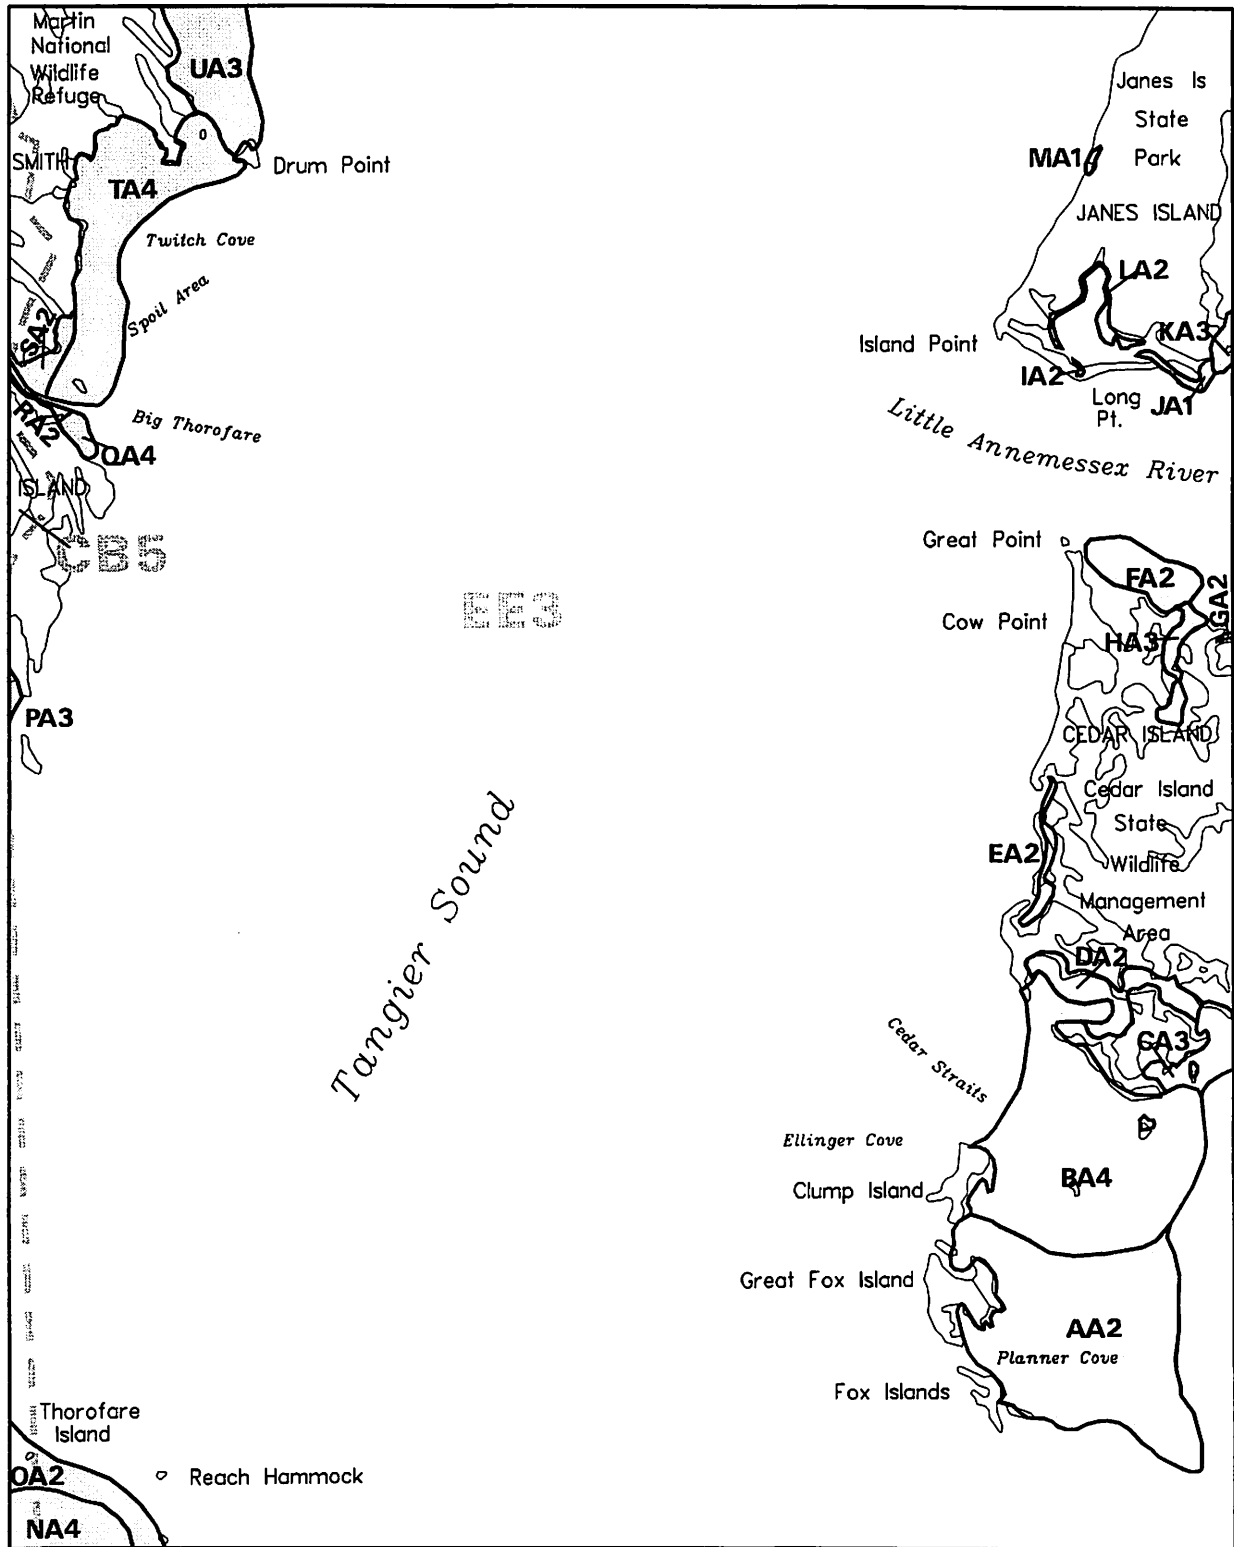 Martin
National
Wildlife
Refuge
UA3
SMITH
TA4
Drum Point
Twitch Cove
Spoil Area
SA2
RA2
Big Thorofare
QA4
ISLAND
CB5
EE3
PA3
Janes Is
State
Park
MA1
JANES ISLAND
LA2
KA3
Island Point
IA2
Long
Pt.
JA1
Little Annemessex River
Great Point
FA2
GA2
Cow Point
HA3
CEDAR ISLAND
Cedar Island
State
Wildlife
Management
Area
EA2
DA2
CA3
Cedar Straits
Tangier Sound
Ellinger Cove
Clump Island
BA4
Great Fox Island
AA2
Planner Cove
Fox Islands
Thorofare
Island
OA2
Reach Hammock
NA4